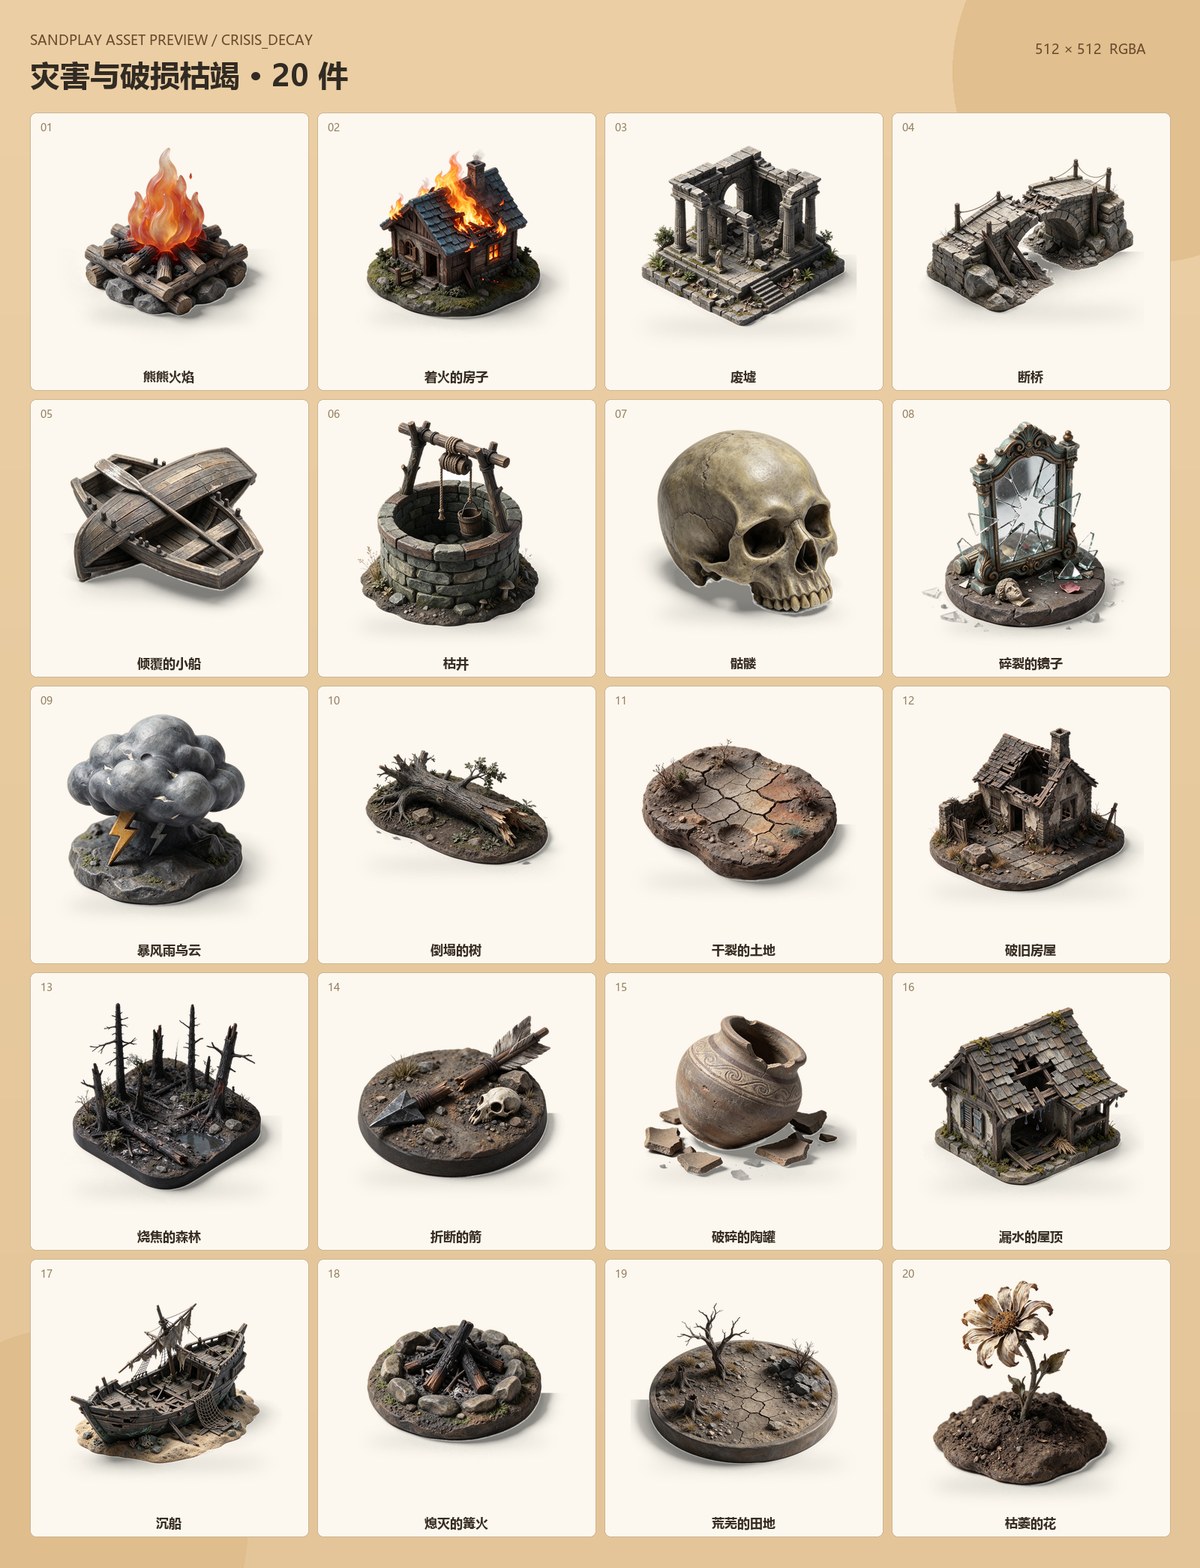 SANDPLAY ASSET PREVIEW / CRISIS_DECAY
512 × 512 RGBA
灾害与破损枯竭 • 20 件
01
02
03
04
熊熊火焰
着火的房子
废墟
断桥
05
06
07
08
倾覆的小船
枯井
骷髅
碎裂的镜子
09
10
11
12
暴风雨乌云
倒塌的树
干裂的土地
破旧房屋
13
14
15
16
烧焦的森林
折断的箭
破碎的陶罐
漏水的屋顶
17
18
19
20
沉船
熄灭的篝火
荒芜的田地
枯萎的花